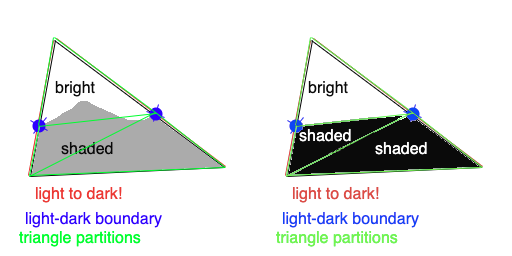 bright
shaded
light to dark!
light-dark boundary
triangle partitions
bright
shaded
shaded
light to dark!
light-dark boundary
triangle partitions